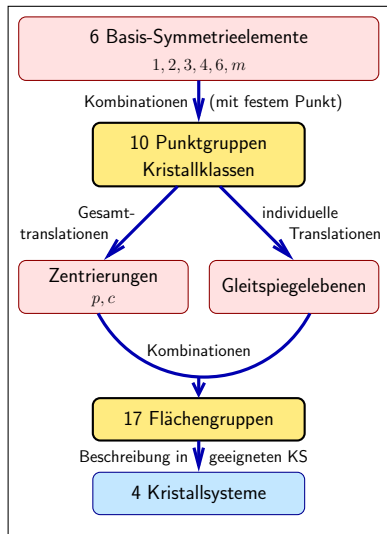 6 Basis-Symmetrieelemente
1, 2, 3, 4, 6, m
Kombinationen (mit festem Punkt)
10 Punktgruppen
Kristallklassen
Gesamt-
translationen
individuelle
Translationen
Zentrierungen
p, c
Gleitspiegelebenen
Kombinationen
17 Flächengruppen
Beschreibung in geeigneten KS
4 Kristallsysteme